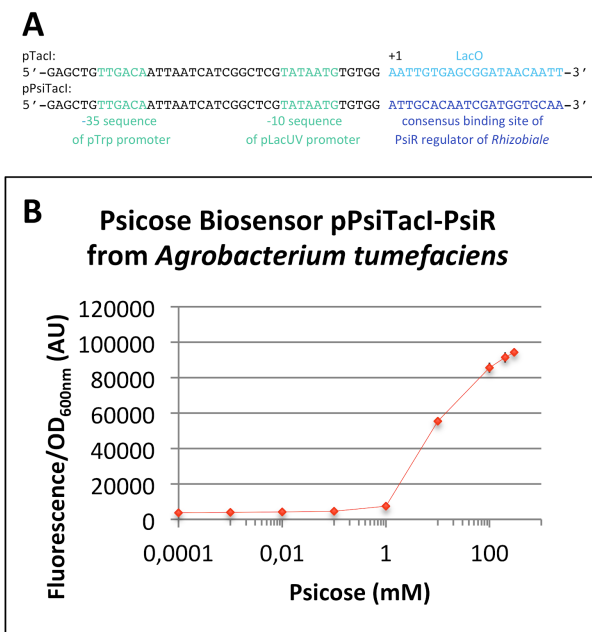 A
pTacI:
+1 LacO
5’-GAGCTGTTGACAATTAATCATCGGCTCGTATAATGTGTGG AATTGTGAGCGGATAACAATT-3’
pPsiTacI:
5’-GAGCTGTTGACAATTAATCATCGGCTCGTATAATGTGTGG ATTGCACAATCGATGGTGCAA-3’
-35 sequence -10 sequence consensus binding site of
of pTrp promoter of pLacUV promoter PsiR regulator of Rhizobiale
B
Psicose Biosensor pPsiTacI-PsiR
from Agrobacterium tumefaciens
120000
100000
80000
60000
40000
20000
0
Fluorescence/OD600nm (AU)
0,0001 0,01 1 100
Psicose (mM)